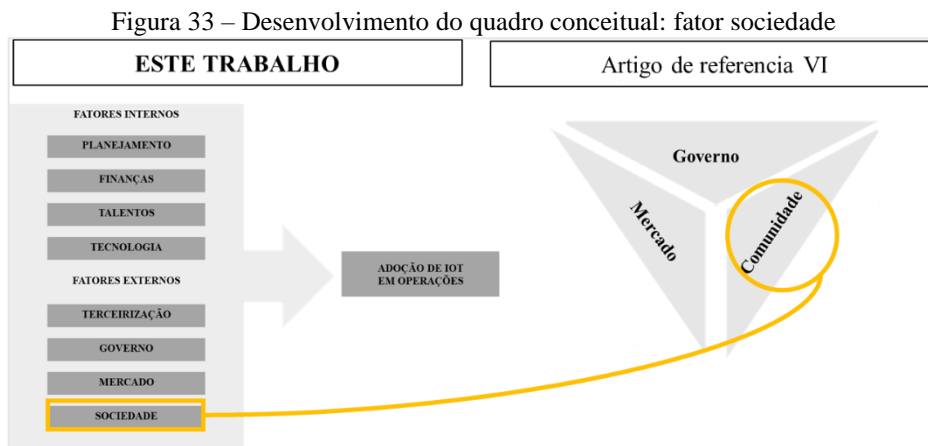 Figura 33 – Desenvolvimento do quadro conceitual: fator sociedade
ESTE TRABALHO
Artigo de referencia VI
FATORES INTERNOS
PLANEJAMENTO
FINANÇAS
TALENTOS
TECNOLOGIA
FATORES EXTERNOS
TERCEIRIZAÇÃO
GOVERNO
MERCADO
SOCIEDADE
ADOÇÃO DE IOT
EM OPERAÇÕES
Governo
Mercado
Comunidade